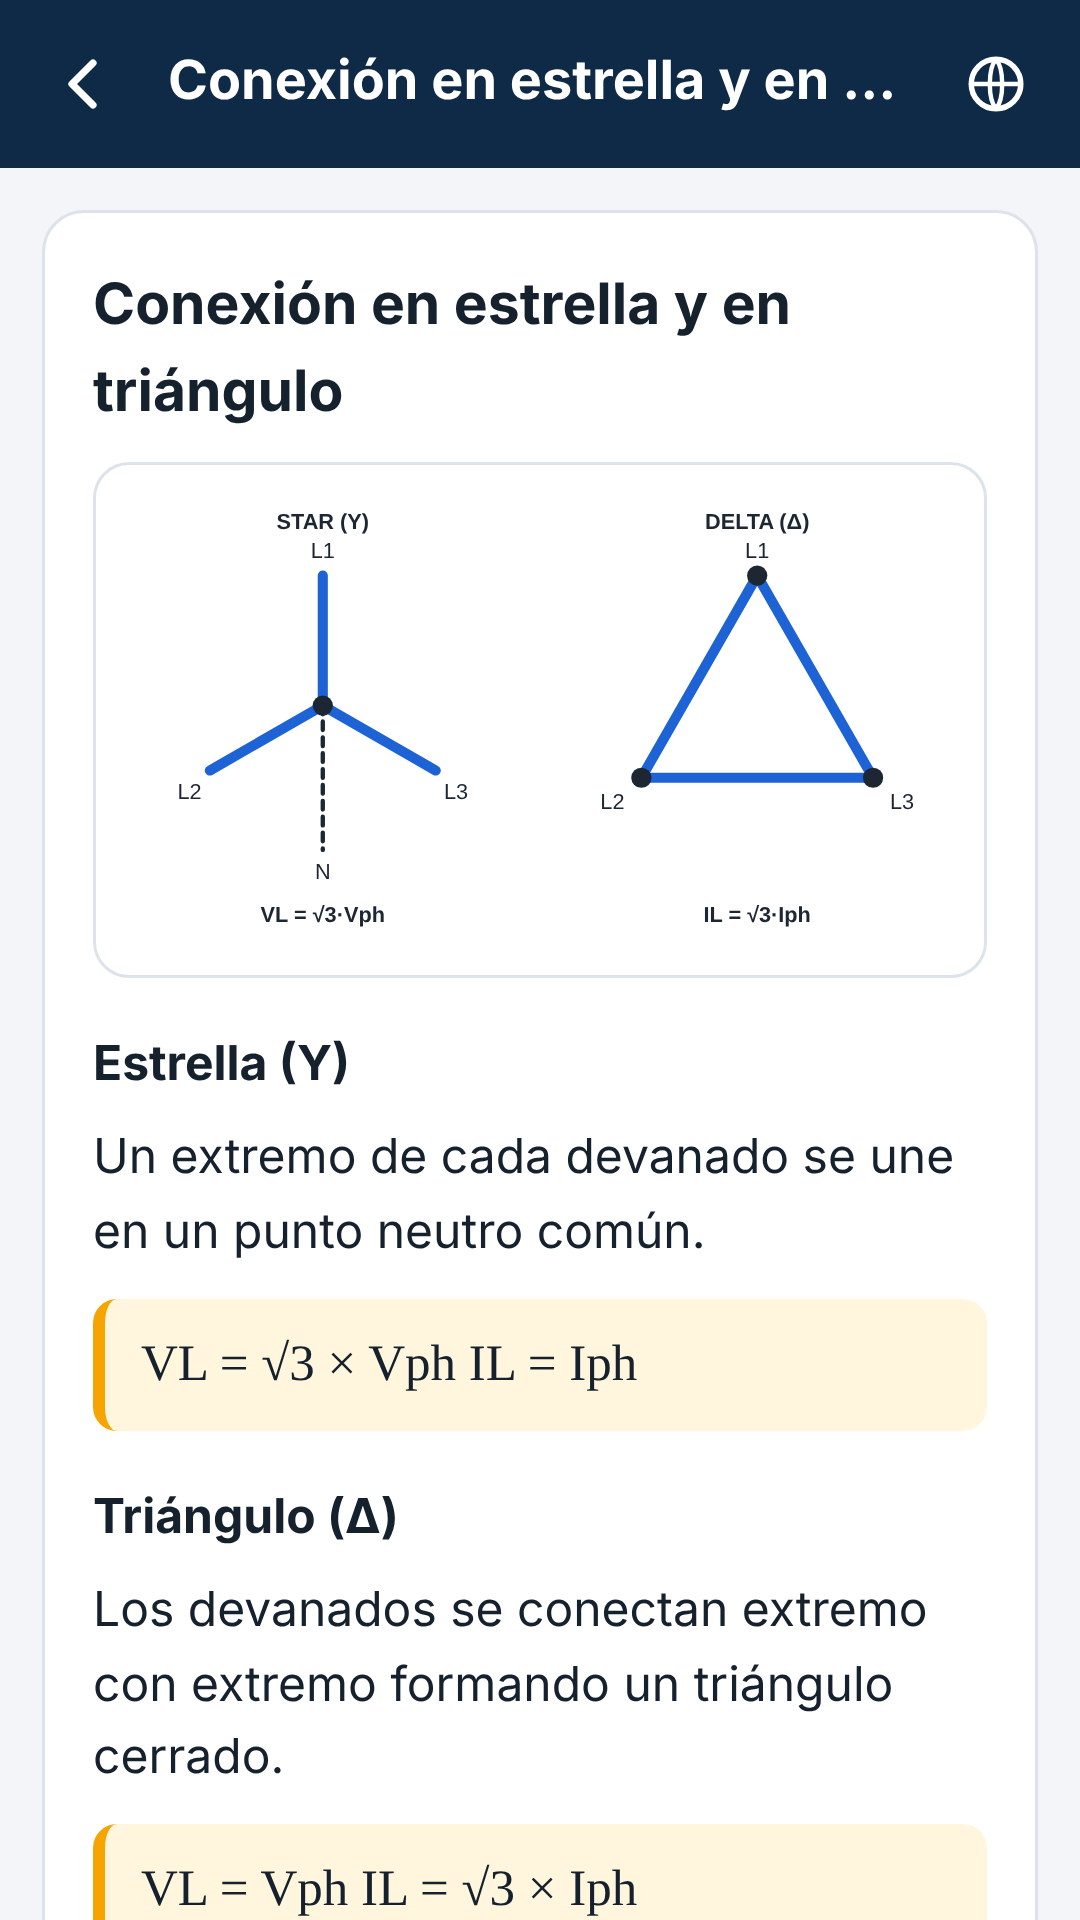 Conexión en estrella y en ...
Conexión en estrella y en
triángulo
STAR (Y)
L1
L2
L3
N
VL = √3·Vph
DELTA (Δ)
L1
L2
L3
IL = √3·Iph
Estrella (Y)
Un extremo de cada devanado se une
en un punto neutro común.
VL = √3 × Vph IL = Iph
Triángulo (Δ)
Los devanados se conectan extremo
con extremo formando un triángulo
cerrado.
VL = Vph IL = √3 × Iph